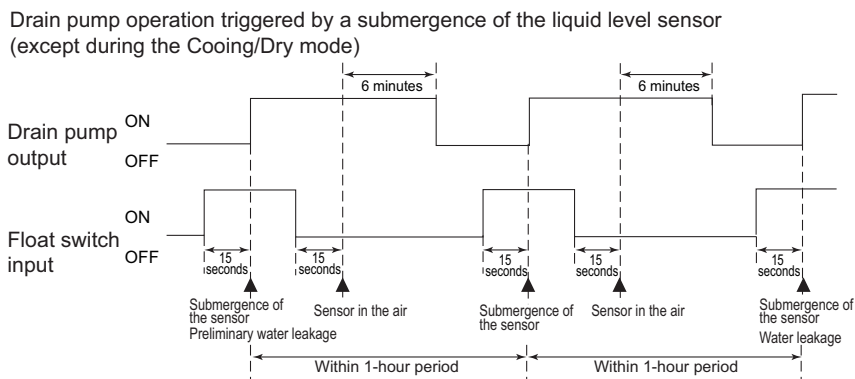 Drain pump operation triggered by a submergence of the liquid level sensor
(except during the Cooing/Dry mode)
6 minutes
6 minutes
Drain pump
output
ON
OFF
Float switch
input
ON
OFF
15
seconds
15
seconds
15
seconds
15
seconds
15
seconds
Submergence of
the sensor
Preliminary water leakage
Sensor in the air
Submergence of
the sensor
Sensor in the air
Submergence of
the sensor
Water leakage
Within 1-hour period
Within 1-hour period